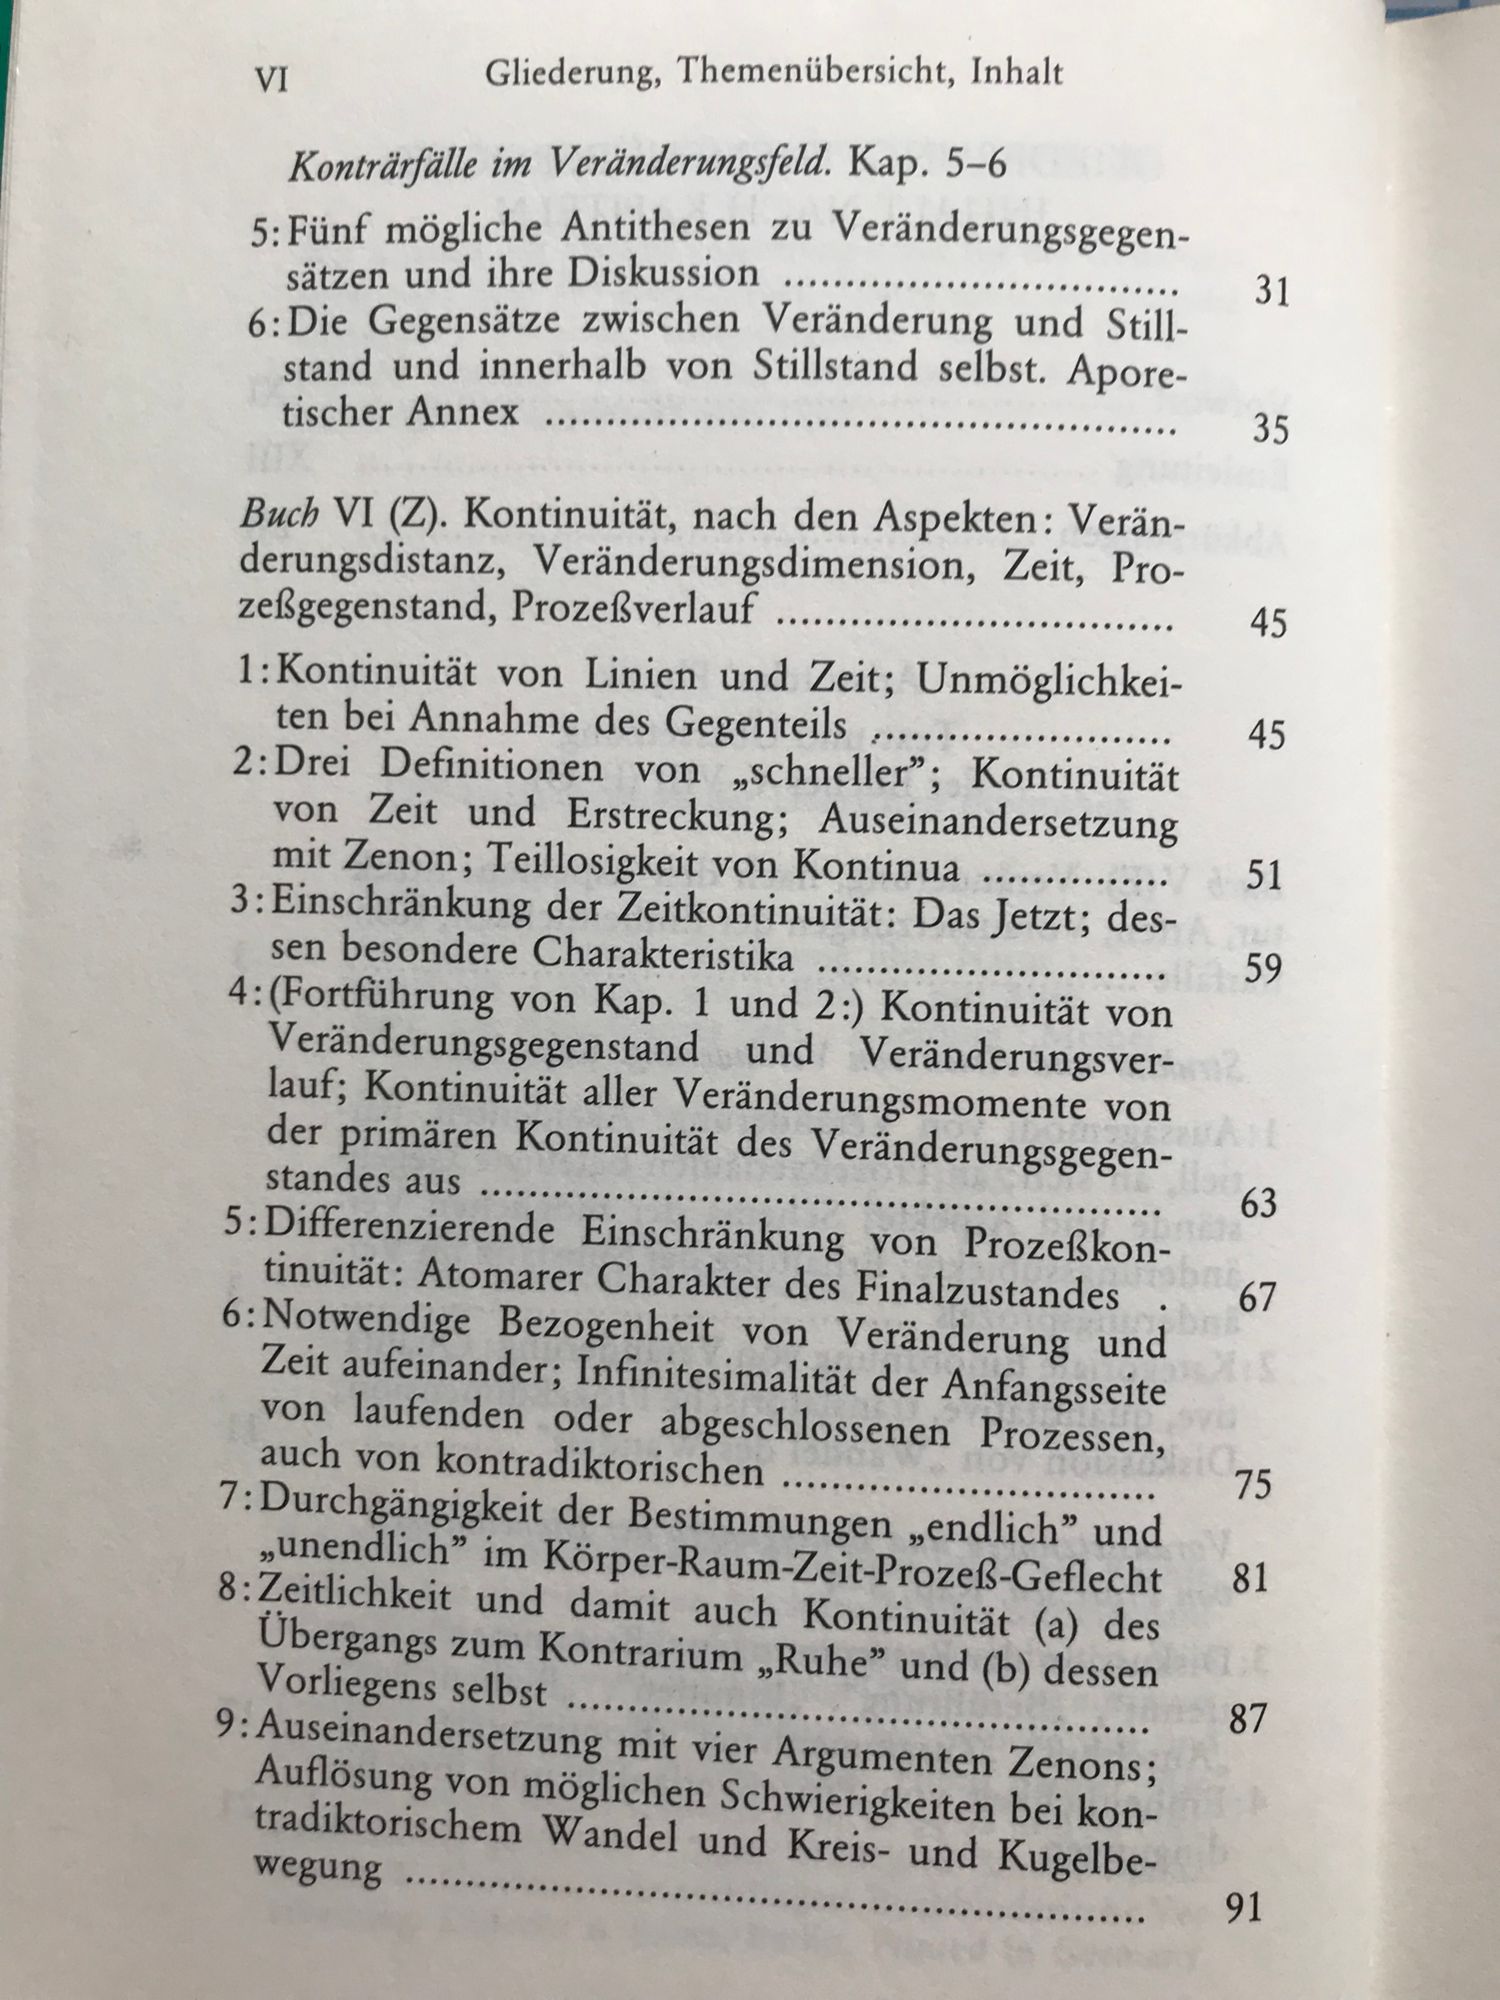 VI Gliederung, Themenübersicht, Inhalt
Konträrfälle im Veränderungsfeld. Kap. 5–6
5: Fünf mögliche Antithesen zu Veränderungsgegen-
sätzen und ihre Diskussion ................................ 31
6: Die Gegensätze zwischen Veränderung und Still-
stand und innerhalb von Stillstand selbst. Apore-
tischer Annex .................................................... 35
Buch VI (Z). Kontinuität, nach den Aspekten: Verän-
derungsdistanz, Veränderungsdimension, Zeit, Pro-
zeßgegenstand, Prozeßverlauf ................................ 45
1: Kontinuität von Linien und Zeit; Unmöglichkei-
ten bei Annahme des Gegenteils ........................ 45
2: Drei Definitionen von „schneller”; Kontinuität
von Zeit und Erstreckung; Auseinandersetzung
mit Zenon; Teillosigkeit von Kontinua ............... 51
3: Einschränkung der Zeitkontinuität: Das Jetzt; des-
sen besondere Charakteristika ............................ 59
4: (Fortführung von Kap. 1 und 2:) Kontinuität von
Veränderungsgegenstand und Veränderungsver-
lauf; Kontinuität aller Veränderungsmomente von
der primären Kontinuität des Veränderungsgegen-
standes aus ........................................................ 63
5: Differenzierende Einschränkung von Prozeßkon-
tinuität: Atomarer Charakter des Finalzustandes . 67
6: Notwendige Bezogenheit von Veränderung und
Zeit aufeinander; Infinitesimalität der Anfangsseite
von laufenden oder abgeschlossenen Prozessen,
auch von kontradiktorischen .............................. 75
7: Durchgängigkeit der Bestimmungen „endlich” und
„unendlich” im Körper-Raum-Zeit-Prozeß-Geflecht 81
8: Zeitlichkeit und damit auch Kontinuität (a) des
Übergangs zum Kontrarium „Ruhe” und (b) dessen
Vorliegens selbst ................................................ 87
9: Auseinandersetzung mit vier Argumenten Zenons;
Auflösung von möglichen Schwierigkeiten bei kon-
tradiktorischem Wandel und Kreis- und Kugelbe-
wegung ............................................................. 91